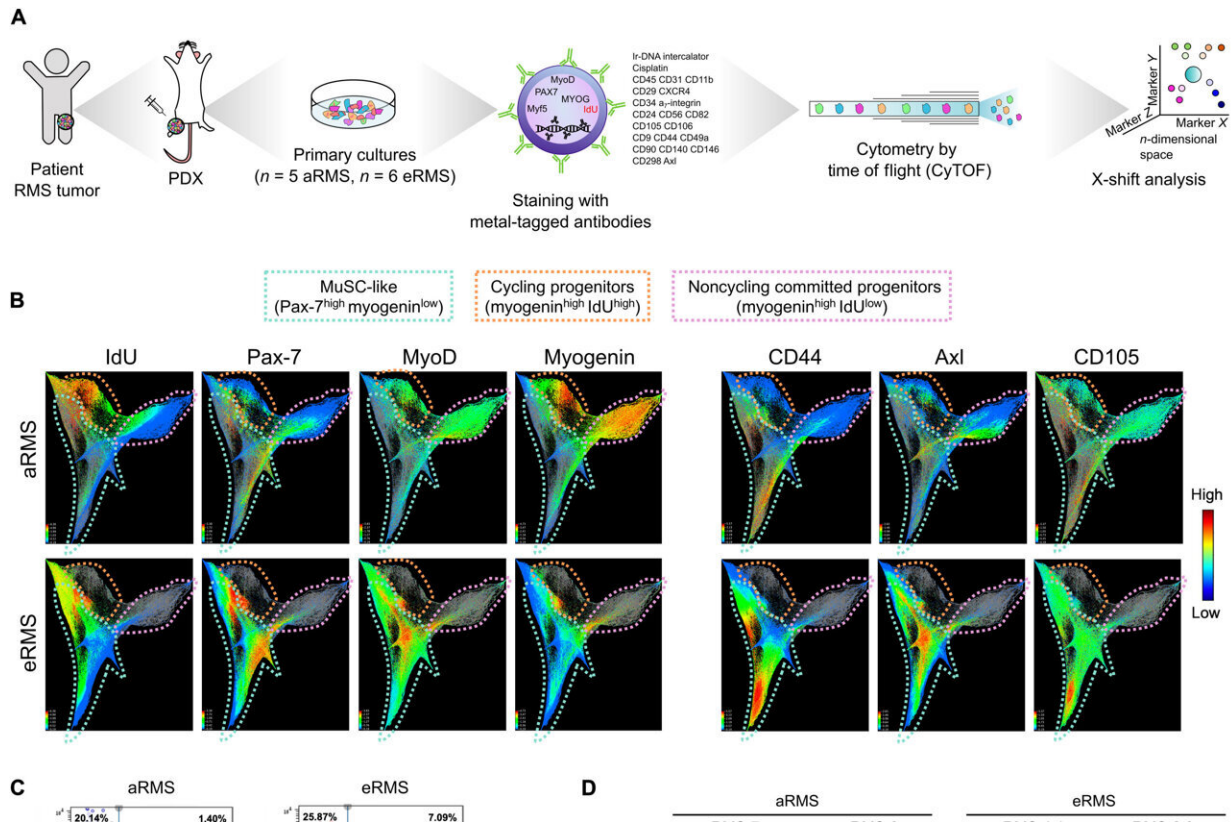 A
Patient
RMS tumor
PDX
Primary cultures
(n = 5 aRMS, n = 6 eRMS)
MyoD
PAX7
MYOG
Myf5
IdU
Staining with
metal-tagged antibodies
Ir-DNA intercalator
Cisplatin
CD45 CD31 CD11b
CD29 CXCR4
CD34 α₇-integrin
CD24 CD56 CD82
CD105 CD106
CD9 CD44 CD49a
CD90 CD140 CD146
CD298 Axl
Cytometry by
time of flight (CyTOF)
Marker Y
Marker Z
Marker X
n-dimensional
space
X-shift analysis
B
MuSC-like
(Pax-7high myogeninlow)
Cycling progenitors
(myogeninhigh IdUhigh)
Noncycling committed progenitors
(myogeninhigh IdUlow)
IdU Pax-7 MyoD Myogenin CD44 Axl CD105
aRMS
eRMS
High
Low
C
aRMS
20.14% 1.40%
eRMS
25.87% 7.09%
D
aRMS eRMS